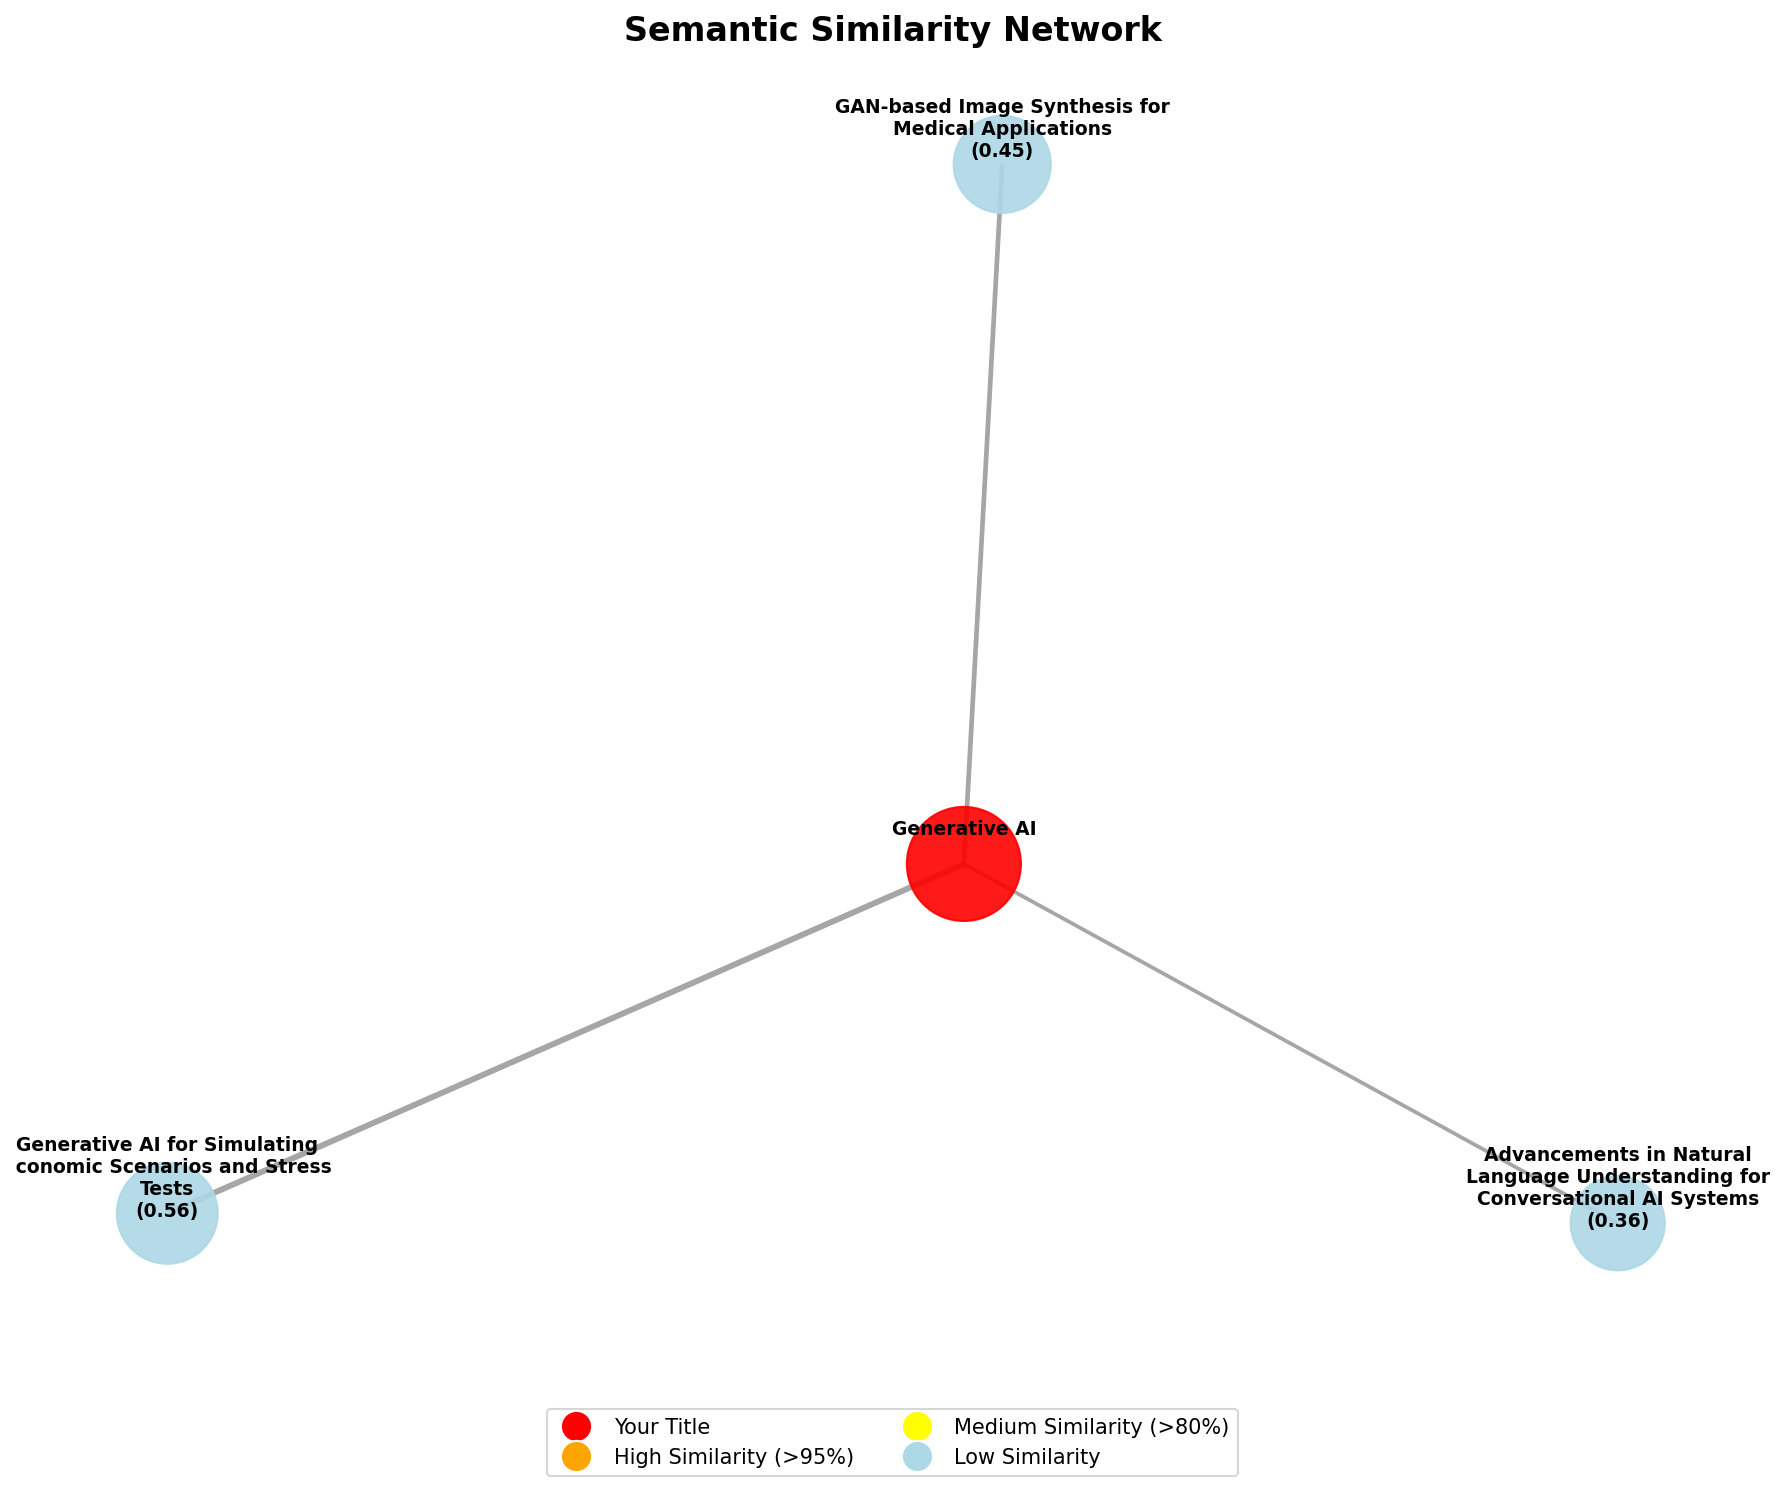 Semantic Similarity Network
GAN-based Image Synthesis for
Medical Applications
(0.45)
Generative AI
Generative AI for Simulating
conomic Scenarios and Stress
Tests
(0.56)
Advancements in Natural
Language Understanding for
Conversational AI Systems
(0.36)
Your Title
High Similarity (>95%)
Medium Similarity (>80%)
Low Similarity